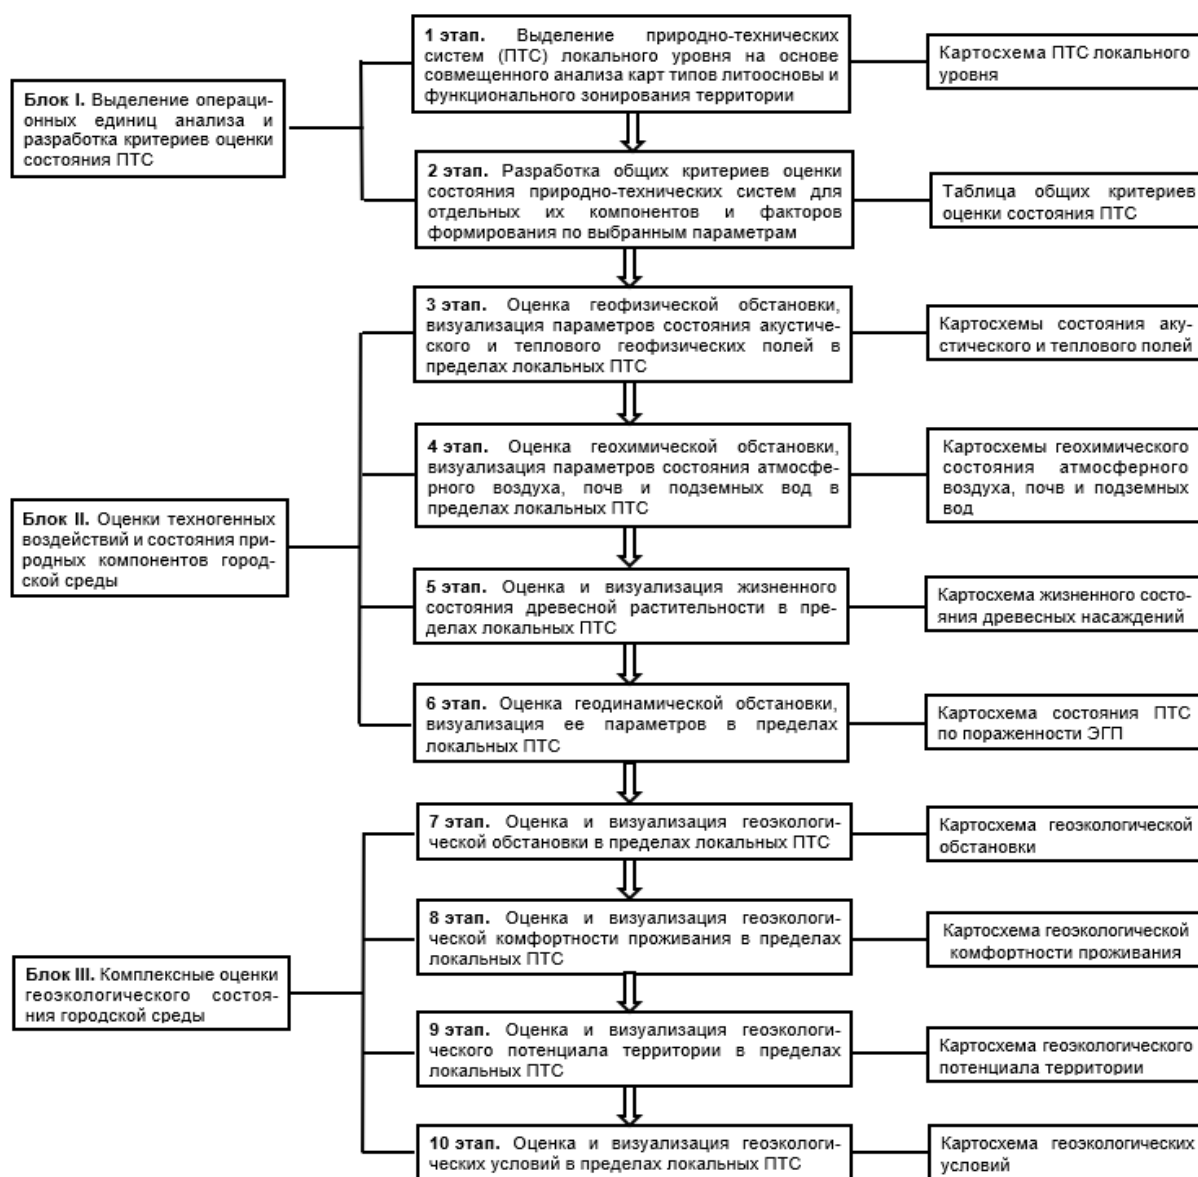 1 этап. Выделение природно-технических
систем (ПТС) локального уровня на основе
совмещенного анализа карт типов литоосновы и
функционального зонирования территории
Картосхема ПТС локального
уровня
Блок I. Выделение операци-
онных единиц анализа и
разработка критериев оценки
состояния ПТС
2 этап. Разработка общих критериев оценки
состояния природно-технических систем для
отдельных их компонентов и факторов
формирования по выбранным параметрам
Таблица общих критериев
оценки состояния ПТС
3 этап. Оценка геофизической обстановки,
визуализация параметров состояния акустиче-
ского и теплового геофизических полей в
пределах локальных ПТС
Картосхемы состояния аку-
стического и теплового полей
4 этап. Оценка геохимической обстановки,
визуализация параметров состояния атмосфе-
рного воздуха, почв и подземных вод в
пределах локальных ПТС
Картосхемы геохимического
состояния атмосферного
воздуха, почв и подземных
вод
Блок II. Оценки техногенных
воздействий и состояния при-
родных компонентов город-
ской среды
5 этап. Оценка и визуализация жизненного
состояния древесной растительности в пре-
делах локальных ПТС
Картосхема жизненного состо-
яния древесных насаждений
6 этап. Оценка геодинамической обстановки,
визуализация ее параметров в пределах
локальных ПТС
Картосхема состояния ПТС
по пораженности ЭГП
7 этап. Оценка и визуализация геоэкологи-
ческой обстановки в пределах локальных ПТС
Картосхема геоэкологической
обстановки
8 этап. Оценка и визуализация геоэкологи-
ческой комфортности проживания в пределах
локальных ПТС
Картосхема геоэкологической
комфортности проживания
Блок III. Комплексные оценки
геоэкологического состоя-
ния городской среды
9 этап. Оценка и визуализация геоэкологи-
ческого потенциала территории в пределах
локальных ПТС
Картосхема геоэкологического
потенциала территории
10 этап. Оценка и визуализация геоэкологи-
ческих условий в пределах локальных ПТС
Картосхема геоэкологических
условий